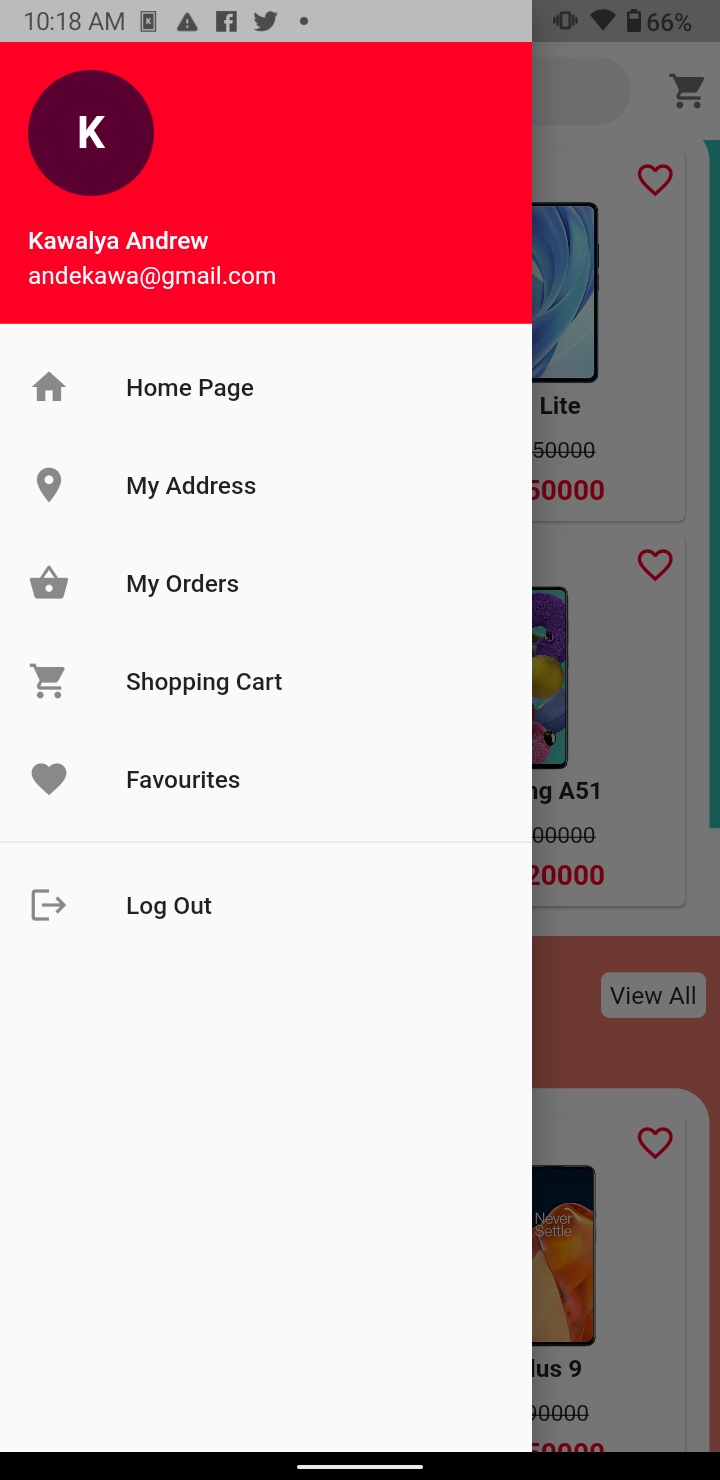 10:18 AM
66%
K
Kawalya Andrew
andekawa@gmail.com
Home Page
My Address
My Orders
Shopping Cart
Favourites
Log Out
Lite
50000
50000
ng A51
00000
20000
View All
Never
Settle
lus 9
90000
50000